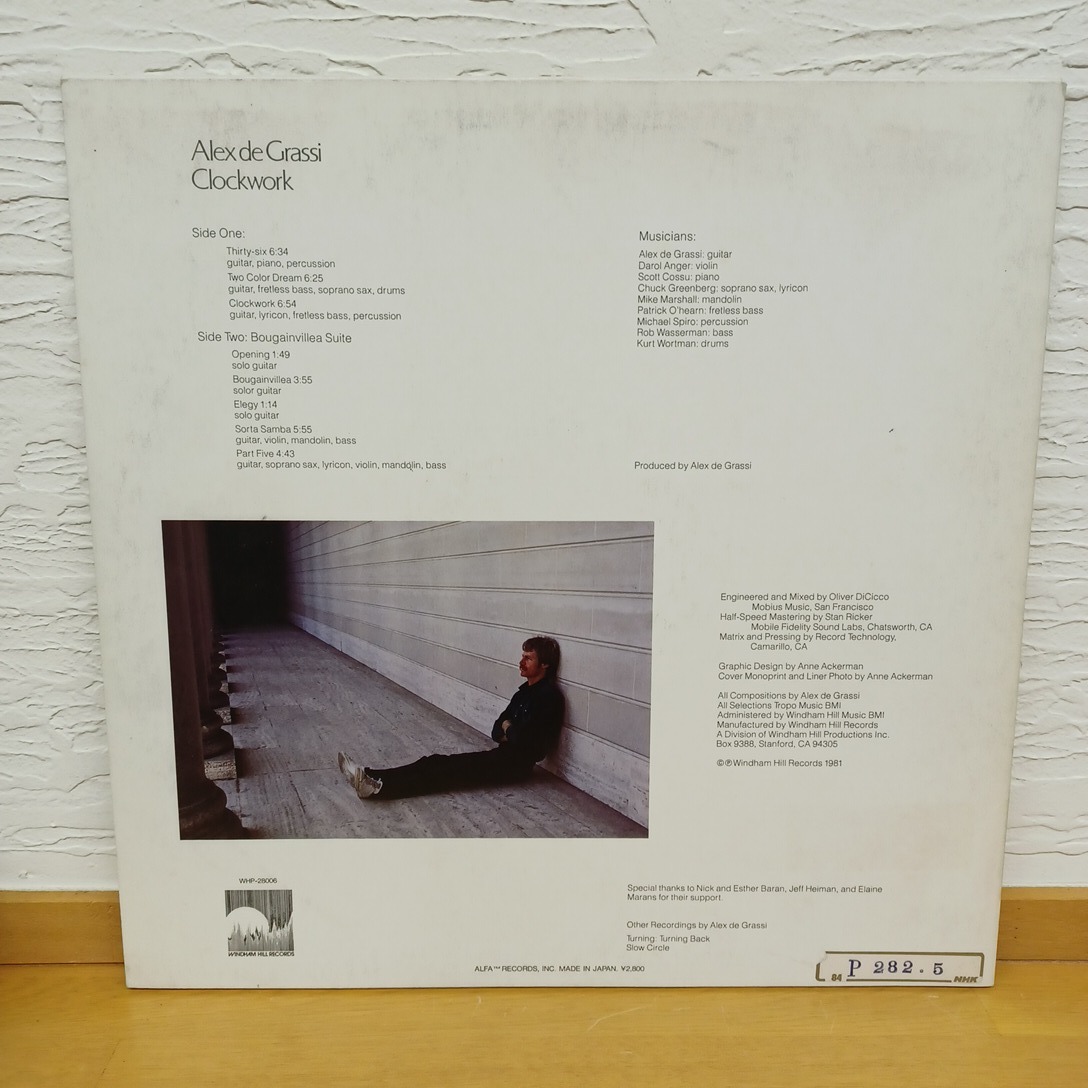 Alex de Grassi
Clockwork
Side One:
Thirty-six 6:34
guitar, piano, percussion
Two Color Dream 6:25
guitar, fretless bass, soprano sax, drums
Clockwork 6:54
guitar, lyricon, fretless bass, percussion
Side Two: Bougainvillea Suite
Opening 1:49
solo guitar
Bougainvillea 3:55
solor guitar
Elegy 1:14
solo guitar
Sorta Samba 5:55
guitar, violin, mandolin, bass
Part Five 4:43
guitar, soprano sax, lyricon, violin, mandolin, bass
Musicians:
Alex de Grassi: guitar
Darol Anger: violin
Scott Cossu: piano
Chuck Greenberg: soprano sax, lyricon
Mike Marshall: mandolin
Patrick O'hearn: fretless bass
Michael Spiro: percussion
Rob Wasserman: bass
Kurt Wortman: drums
Produced by Alex de Grassi
Engineered and Mixed by Oliver DiCicco
Mobius Music, San Francisco
Half-Speed Mastering by Stan Ricker
Mobile Fidelity Sound Labs, Chatsworth, CA
Matrix and Pressing by Record Technology,
Camarillo, CA
Graphic Design by Anne Ackerman
Cover Monoprint and Liner Photo by Anne Ackerman
All Compositions by Alex de Grassi
All Selections Tropo Music BMI
Administered by Windham Hill Music BMI
Manufactured by Windham Hill Records
A Division of Windham Hill Productions Inc.
Box 9388, Stanford, CA 94305
©℗Windham Hill Records 1981
WHP-28006
WINDHAM HILL RECORDS
Special thanks to Nick and Esther Baran, Jeff Heiman, and Elaine
Marans for their support.
Other Recordings by Alex de Grassi
Turning: Turning Back
Slow Circle
ALFA™ RECORDS, INC. MADE IN JAPAN. ¥2,800
84 P 282.5 NHK